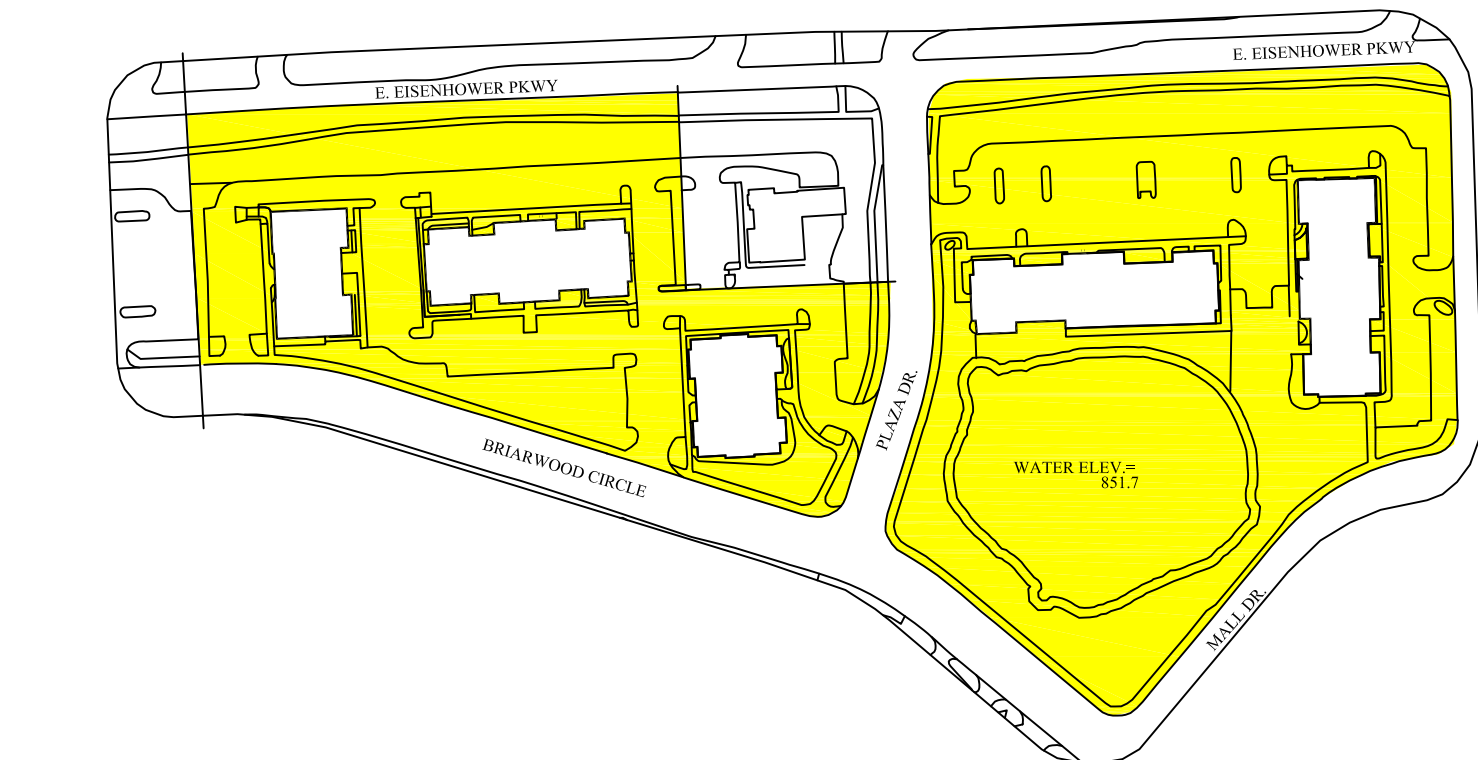 E. EISENHOWER PKWY
E. EISENHOWER PKWY
PLAZA DR.
BRIARWOOD CIRCLE
WATER ELEV.=
851.7
MALL DR.